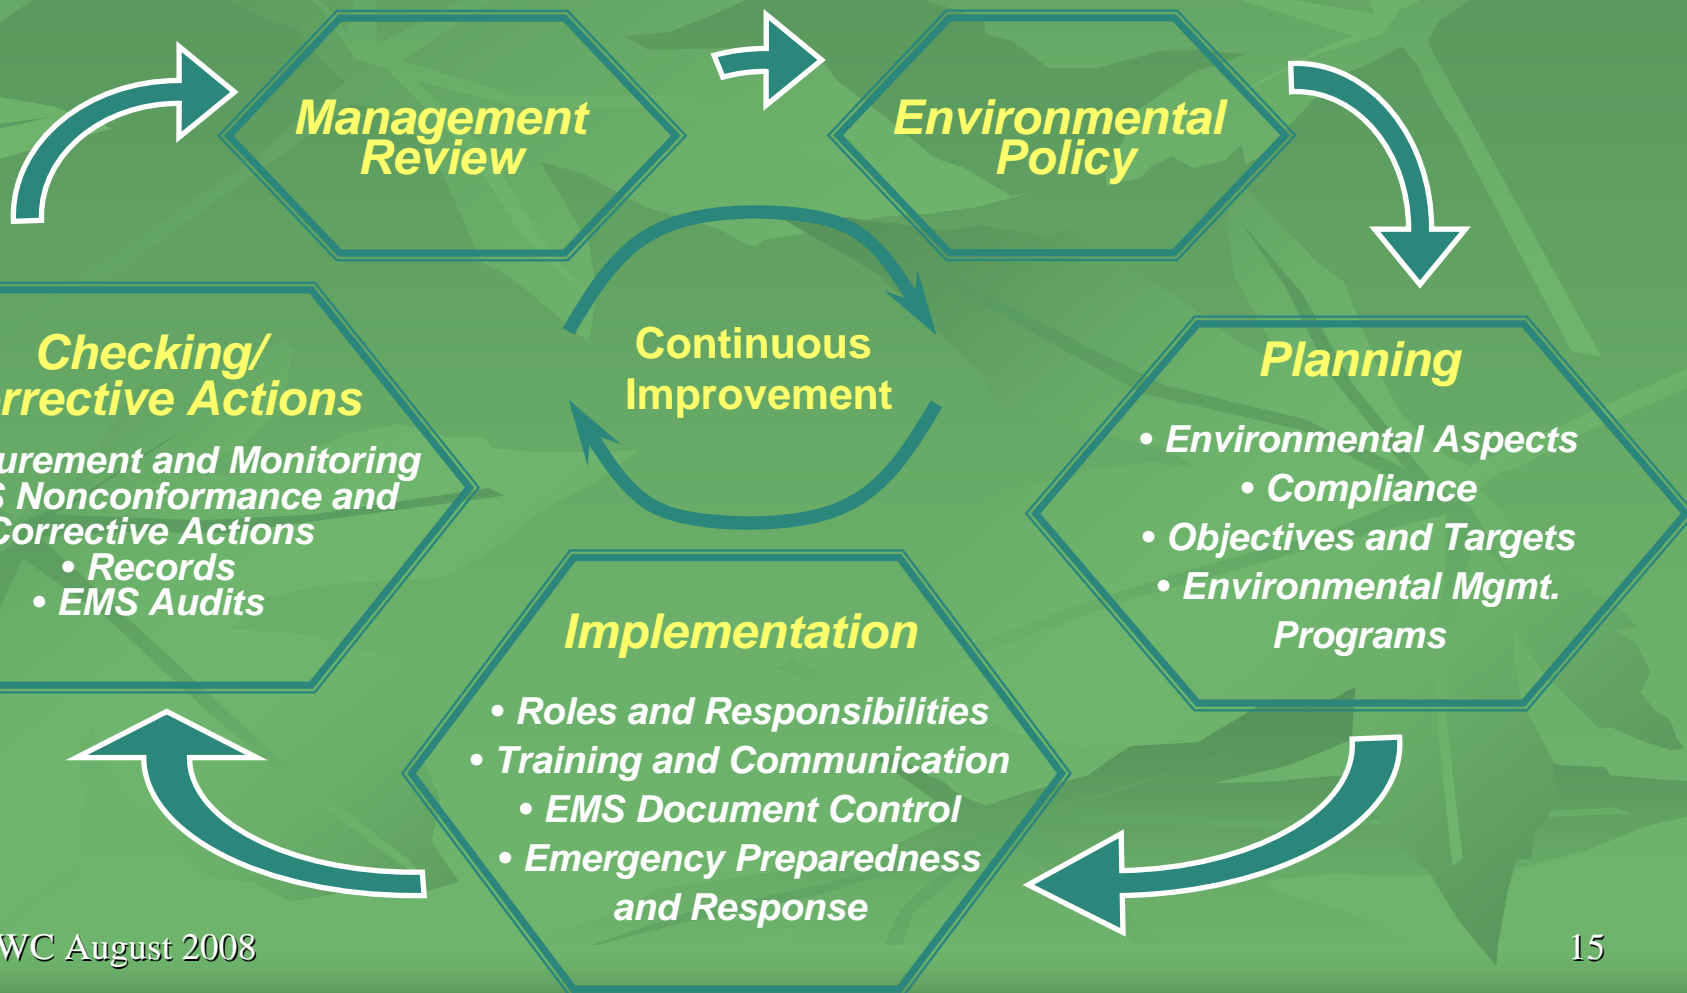 Management
Review
Environmental
Policy
Continuous
Improvement
Checking/
rrective Actions
urement and Monitoring
S Nonconformance and
Corrective Actions
• Records
• EMS Audits
Planning
• Environmental Aspects
• Compliance
• Objectives and Targets
• Environmental Mgmt.
Programs
Implementation
• Roles and Responsibilities
• Training and Communication
• EMS Document Control
• Emergency Preparedness
and Response
WC August 2008
15